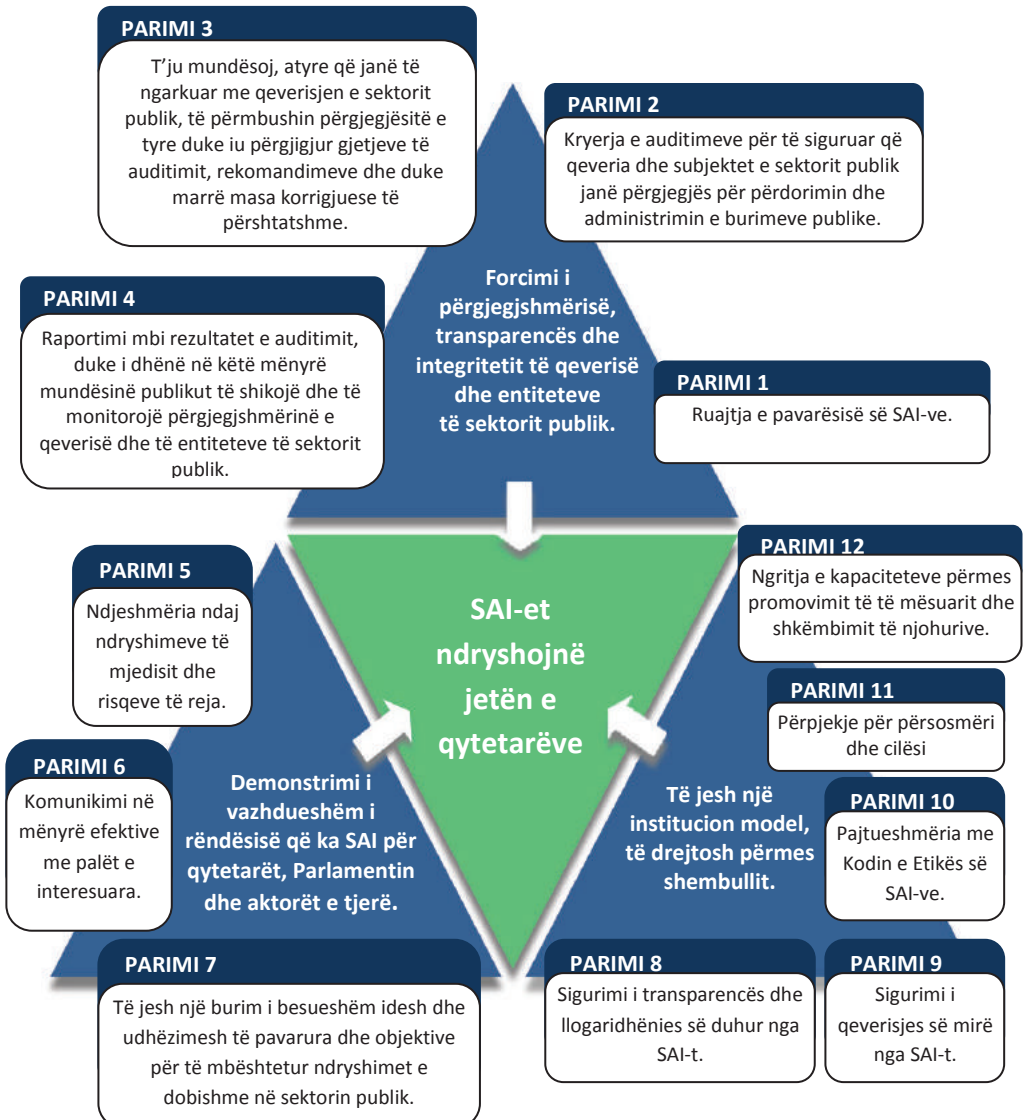 PARIMI 3
T’ju mundësoj, atyre që janë të
ngarkuar me qeverisjen e sektorit
publik, të përmbushin përgjegjësitë e
tyre duke iu përgjigjur gjetjeve të
auditimit, rekomandimeve dhe duke
marrë masa korrigjuese të
përshtatshme.
PARIMI 2
Kryerja e auditimeve për të siguruar që
qeveria dhe subjektet e sektorit publik
janë përgjegjës për përdorimin dhe
administrimin e burimeve publike.
Forcimi i
përgjegjshmërisë,
transparencës dhe
integritetit të qeverisë
dhe entiteteve
të sektorit publik.
PARIMI 4
Raportimi mbi rezultatet e auditimit,
duke i dhënë në këtë mënyrë
mundësinë publikut të shikojë dhe të
monitorojë përgjegjshmërinë e
qeverisë dhe të entiteteve të sektorit
publik.
PARIMI 1
Ruajtja e pavarësisë së SAI-ve.
PARIMI 5
Ndjeshmëria ndaj
ndryshimeve të
mjedisit dhe
risqeve të reja.
SAI-et
ndryshojnë
jetën e
qytetarëve
PARIMI 12
Ngritja e kapaciteteve përmes
promovimit të të mësuarit dhe
shkëmbimit të njohurive.
PARIMI 11
Përpjekje për përsosmëri
dhe cilësi
PARIMI 6
Komunikimi në
mënyrë efektive
me palët e
interesuara.
Demonstrimi i
vazhdueshëm i
rëndësisë që ka SAI për
qytetarët, Parlamentin
dhe aktorët e tjerë.
Të jesh një
institucion model,
të drejtosh përmes
shembullit.
PARIMI 10
Pajtueshmëria me
Kodin e Etikës së
SAI-ve.
PARIMI 7
Të jesh një burim i besueshëm idesh dhe
udhëzimesh të pavarura dhe objektive
për të mbështetur ndryshimet e
dobishme në sektorin publik.
PARIMI 8
Sigurimi i transparencës dhe
llogaridhënies së duhur nga
SAI-t.
PARIMI 9
Sigurimi i
qeverisjes së mirë
nga SAI-t.